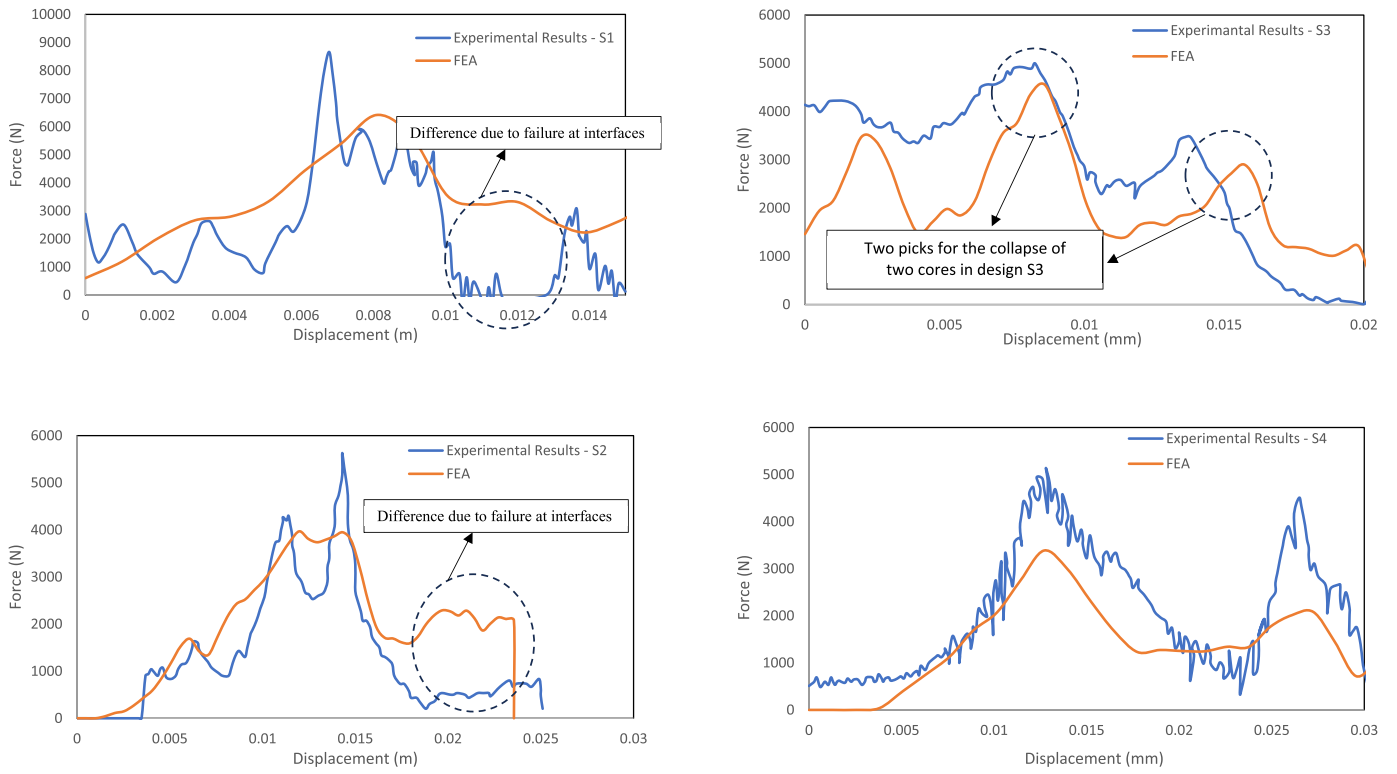 10000
9000
8000
7000
6000
5000
4000
3000
2000
1000
0
Force (N)
Experimental Results - S1
FEA
Difference due to failure at interfaces
0 0.002 0.004 0.006 0.008 0.01 0.012 0.014
Displacement (m)
6000
5000
4000
3000
2000
1000
0
Force (N)
Experimantal Results - S3
FEA
Two picks for the collapse of
two cores in design S3
0 0.005 0.01 0.015 0.02
Displacement (mm)
6000
5000
4000
3000
2000
1000
0
Force (N)
Experimental Results - S2
FEA
Difference due to failure at interfaces
0 0.005 0.01 0.015 0.02 0.025 0.03
Displacement (m)
6000
5000
4000
3000
2000
1000
0
Force (N)
Experimental Results - S4
FEA
0.000 0.005 0.010 0.015 0.020 0.025 0.030
Displacement (mm)